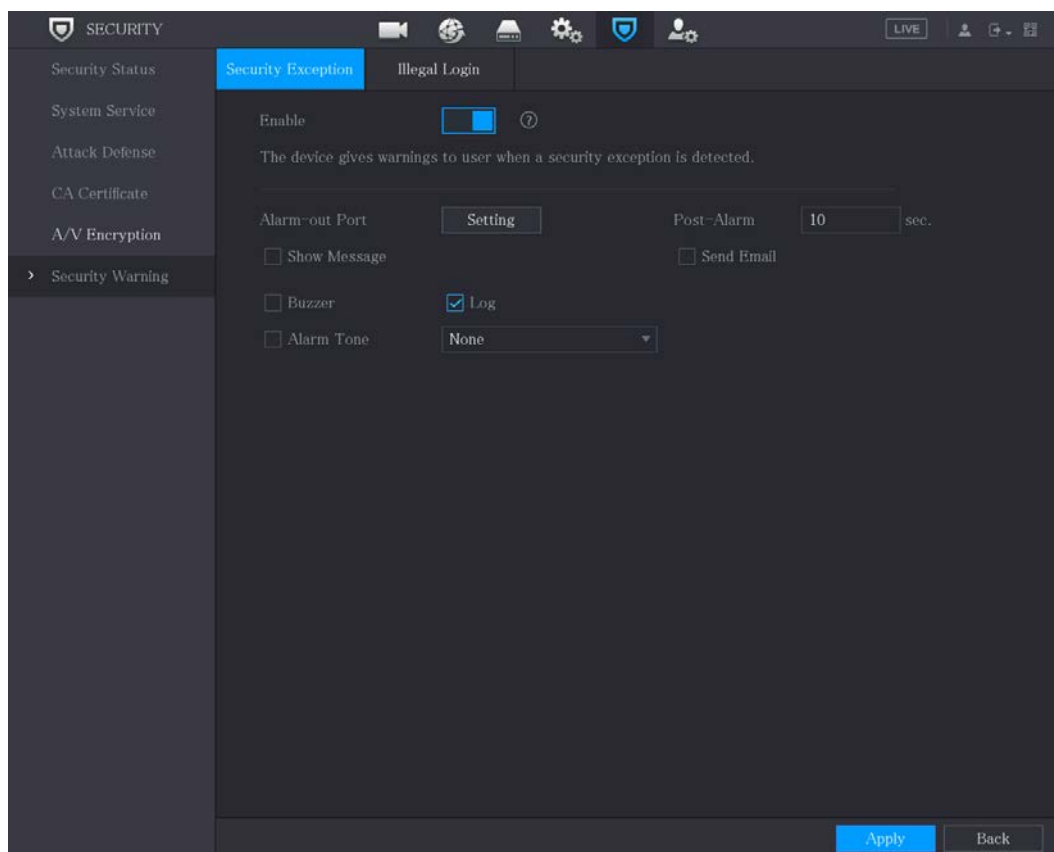 SECURITY LIVE
Security Status
Security Exception Illegal Login
System Service
Enable ?
Attack Defense
The device gives warnings to user when a security exception is detected.
CA Certificate
Alarm-out Port Setting Post-Alarm 10 sec.
A/V Encryption
Show Message Send Email
Security Warning
Buzzer Log
Alarm Tone None
Apply Back